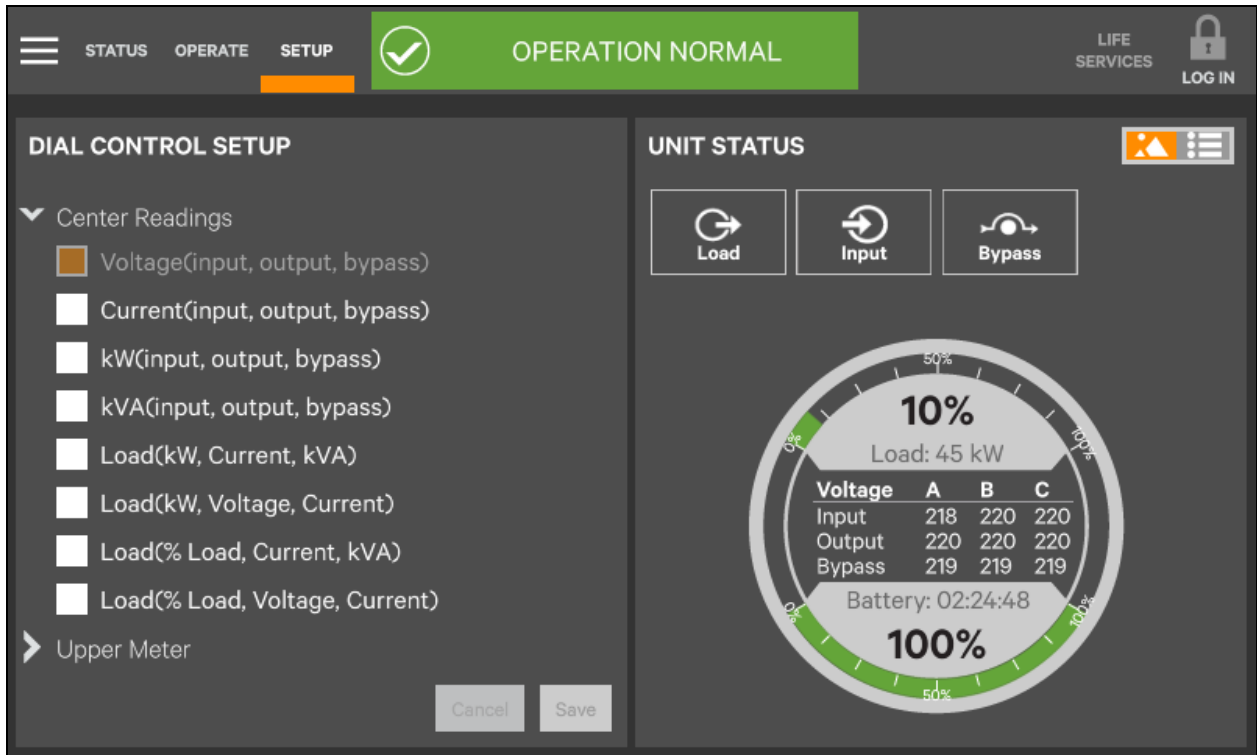 STATUS OPERATE SETUP OPERATION NORMAL LIFE SERVICES LOG IN
DIAL CONTROL SETUP
Center Readings
Voltage(input, output, bypass)
Current(input, output, bypass)
kW(input, output, bypass)
kVA(input, output, bypass)
Load(kW, Current, kVA)
Load(kW, Voltage, Current)
Load(% Load, Current, kVA)
Load(% Load, Voltage, Current)
Upper Meter
Cancel Save
UNIT STATUS
Load Input Bypass
50%
0% 100%
10%
Load: 45 kW
Voltage A B C
Input 218 220 220
Output 220 220 220
Bypass 219 219 219
Battery: 02:24:48
0% 100%
100%
50%